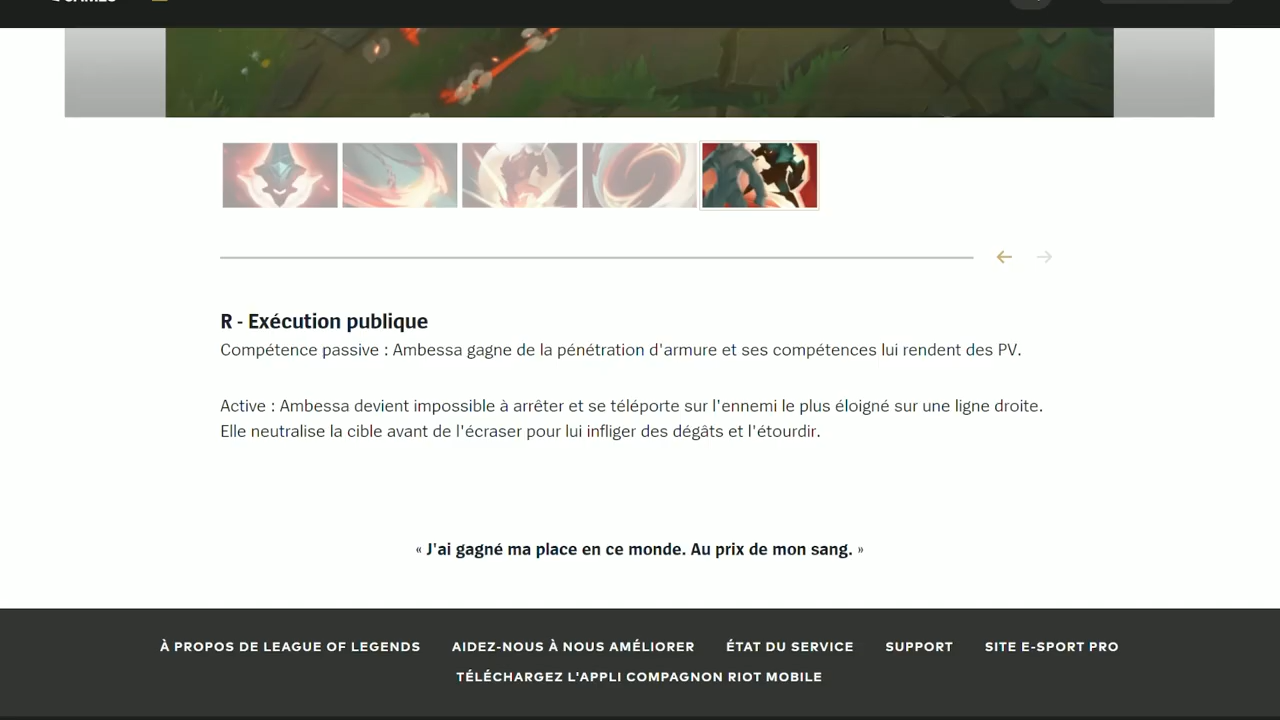 R - Exécution publique
Compétence passive : Ambessa gagne de la pénétration d'armure et ses compétences lui rendent des PV.
Active : Ambessa devient impossible à arrêter et se téléporte sur l'ennemi le plus éloigné sur une ligne droite.
Elle neutralise la cible avant de l'écraser pour lui infliger des dégâts et l'étourdir.
« J'ai gagné ma place en ce monde. Au prix de mon sang. »
À PROPOS DE LEAGUE OF LEGENDS AIDEZ-NOUS À NOUS AMÉLIORER ÉTAT DU SERVICE SUPPORT SITE E-SPORT PRO
TÉLÉCHARGEZ L'APPLI COMPAGNON RIOT MOBILE